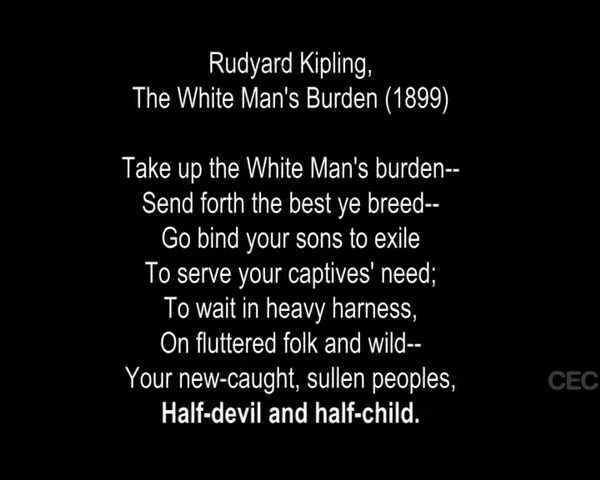 Rudyard Kipling,
The White Man's Burden (1899)
Take up the White Man's burden--
Send forth the best ye breed--
Go bind your sons to exile
To serve your captives' need;
To wait in heavy harness,
On fluttered folk and wild--
Your new-caught, sullen peoples,
Half-devil and half-child.
CEC